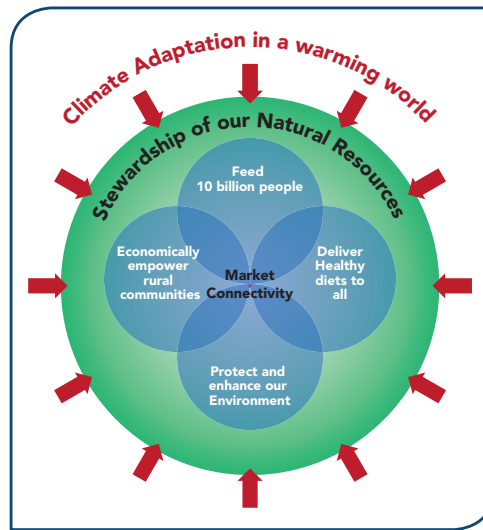 Climate Adaptation in a warming world
Stewardship of our Natural Resources
Feed
10 billion people
Economically
empower
rural
communities
Market
Connectivity
Deliver
Healthy
diets to
all
Protect and
enhance our
Environment